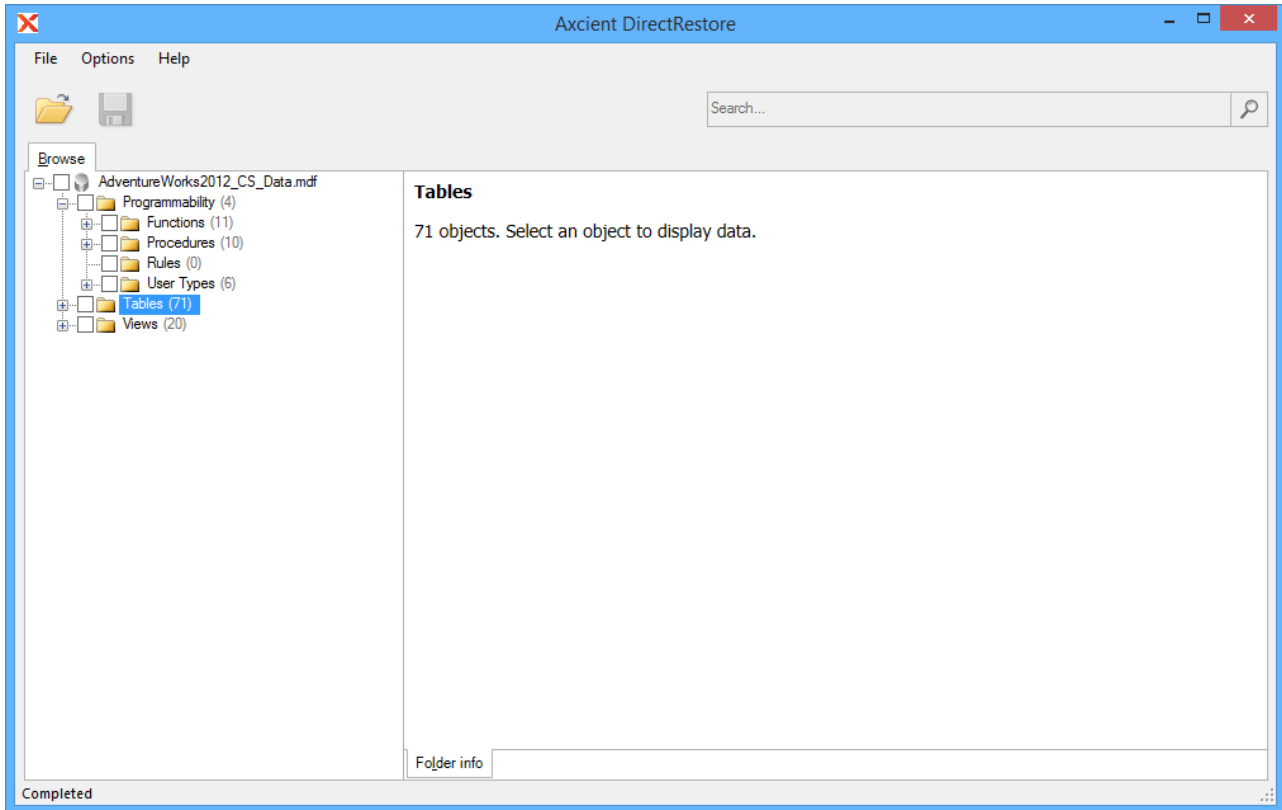 Axcient DirectRestore
File Options Help
Search...
Browse
AdventureWorks2012_CS_Data.mdf
Programmability (4)
Functions (11)
Procedures (10)
Rules (0)
User Types (6)
Tables (71)
Views (20)
Tables
71 objects. Select an object to display data.
Folder info
Completed